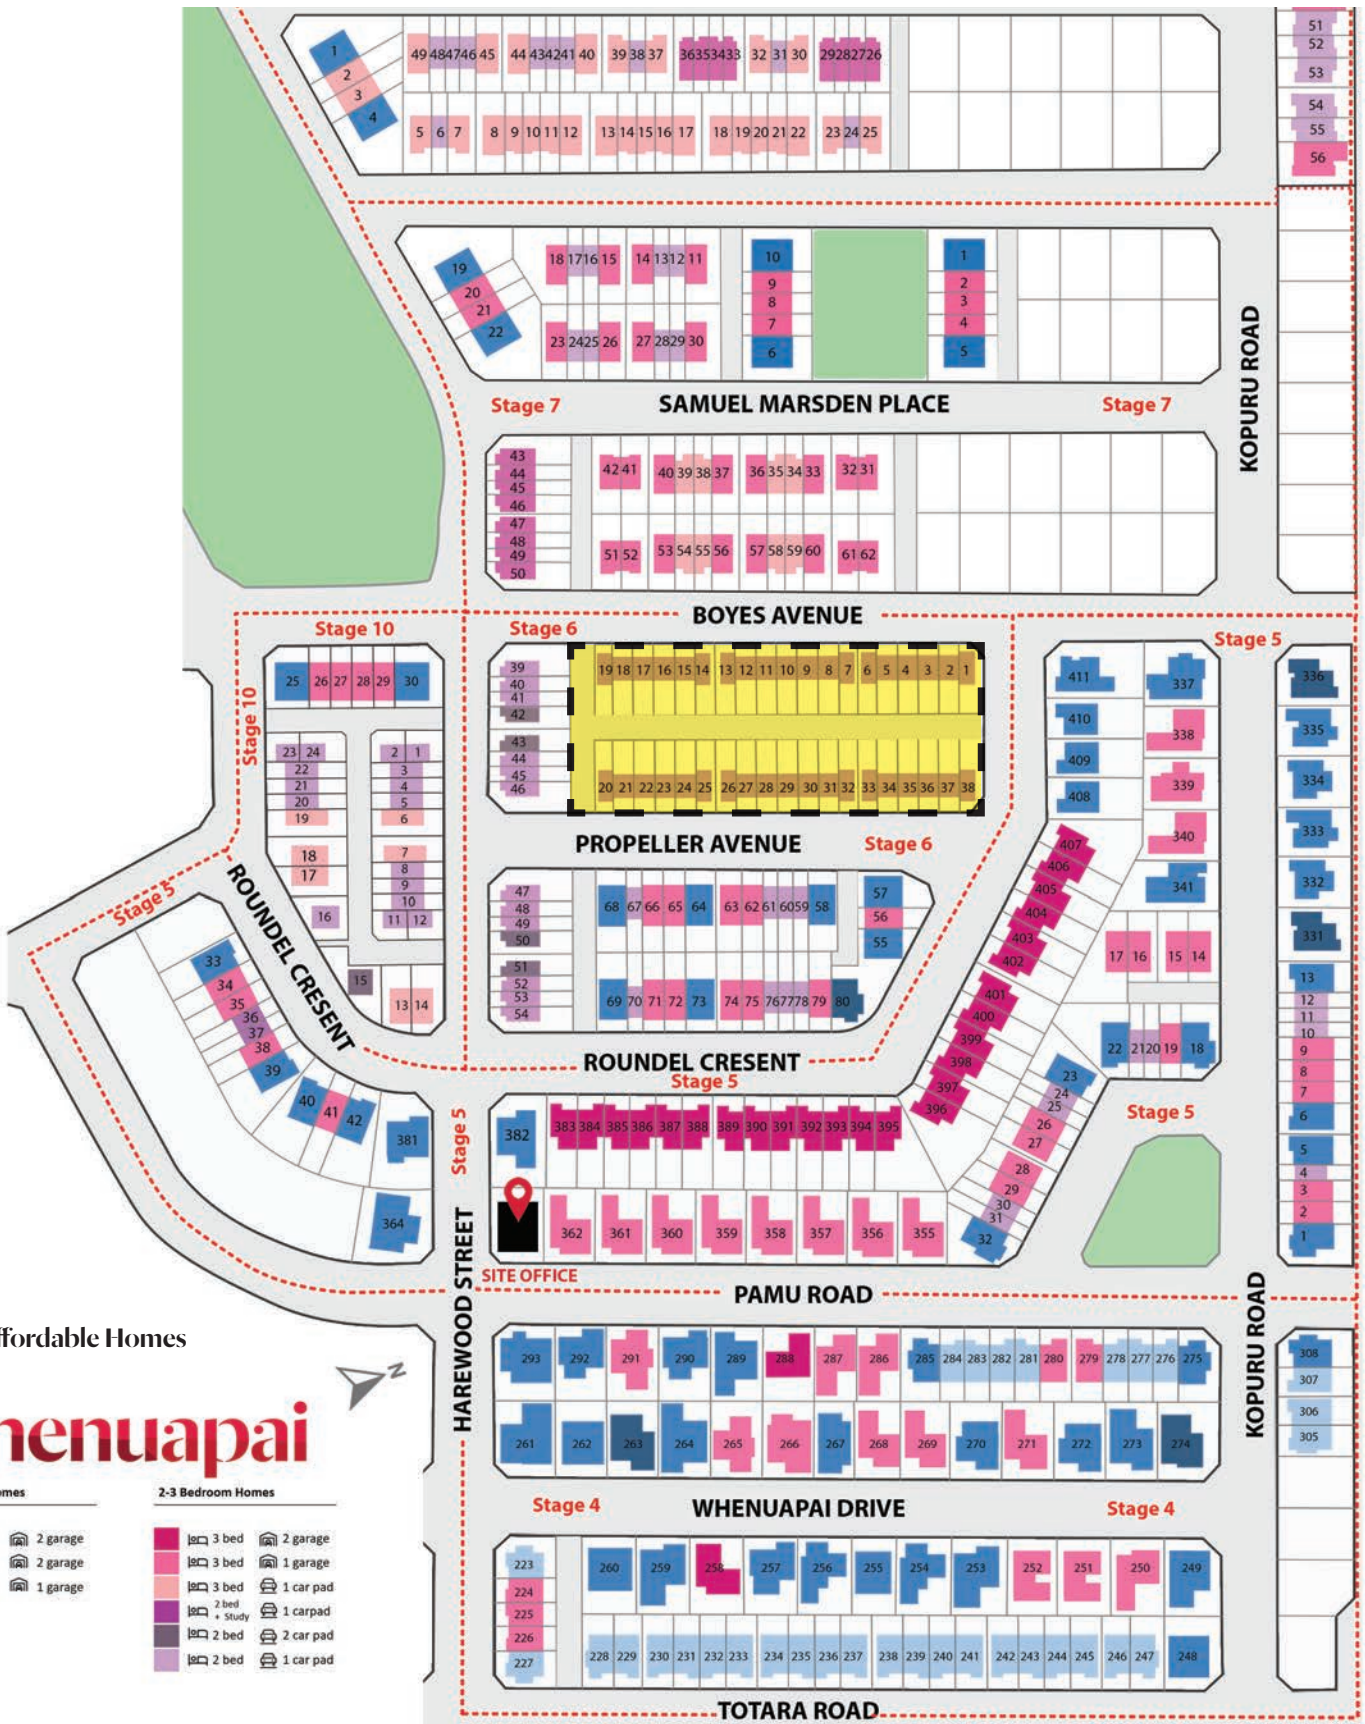 1
2
3
4
49 48 47 46 45 44 43 42 41 40 39 38 37 36 35 34 33 32 31 30 29 28 27 26
5 6 7 8 9 10 11 12 13 14 15 16 17 18 19 20 21 22 23 24 25
51
52
53
54
55
56
19
20
21
22
18 17 16 15 14 13 12 11
23 24 25 26 27 28 29 30
10
9
8
7
6
1
2
3
4
5
KOPURU ROAD
Stage 7 SAMUEL MARSDEN PLACE Stage 7
43
44
45
46
47
48
49
50
42 41 40 39 38 37 36 35 34 33 32 31
51 52 53 54 55 56 57 58 59 60 61 62
BOYES AVENUE
Stage 10
Stage 6
Stage 5
Stage 10
25 26 27 28 29 30
23 24
22
21
20
19
18
17
16
15
2 1
3
4
5
6
7
8
9
10
11 12
13 14
39
40
41
42
43
44
45
46
19 18 17 16 15 14 13 12 11 10 9 8 7 6 5 4 3 2 1
20 21 22 23 24 25 26 27 28 29 30 31 32 33 34 35 36 37 38
PROPELLER AVENUE Stage 6
47
48
49
50
51
52
53
54
68 67 66 65 64 63 62 61 60 59 58
57
56
55
69 70 71 72 73 74 75 76 77 78 79 80
ROUNDEL CRESENT
Stage 5
411
410
409
408
407
406
405
404
403
402
401
400
399
398
397
396
337
338
339
340
341
17 16 15 14
22 21 20 19 18
23
24
25
26
27
28
29
30
31
32
Stage 5
336
335
334
333
332
331
13
12
11
10
9
8
7
6
5
4
3
2
1
Stage 5
ROUNDEL CRESENT
33
34
35
36
37
38
39
40
41
42
381
364
Stage 5
HAREWOOD STREET
382
383 384 385 386 387 388 389 390 391 392 393 394 395
362 361 360 359 358 357 356 355
SITE OFFICE
PAMU ROAD
KOPURU ROAD
293 292 291 290 289 288 287 286 285 284 283 282 281 280 279 278 277 276 275
261 262 263 264 265 266 267 268 269 270 271 272 273 274
308
307
306
305
Stage 4 WHENUAPAI DRIVE Stage 4
223
224
225
226
227
260 259 258 257 256 255 254 253 252 251 250 249
228 229 230 231 232 233 234 235 236 237 238 239 240 241 242 243 244 245 246 247 248
TOTARA ROAD
ffordable Homes
N
henuapai
omes
2 garage
2 garage
1 garage
2-3 Bedroom Homes
3 bed 2 garage
3 bed 1 garage
3 bed 1 car pad
2 bed + Study 1 carpad
2 bed 2 car pad
2 bed 1 car pad